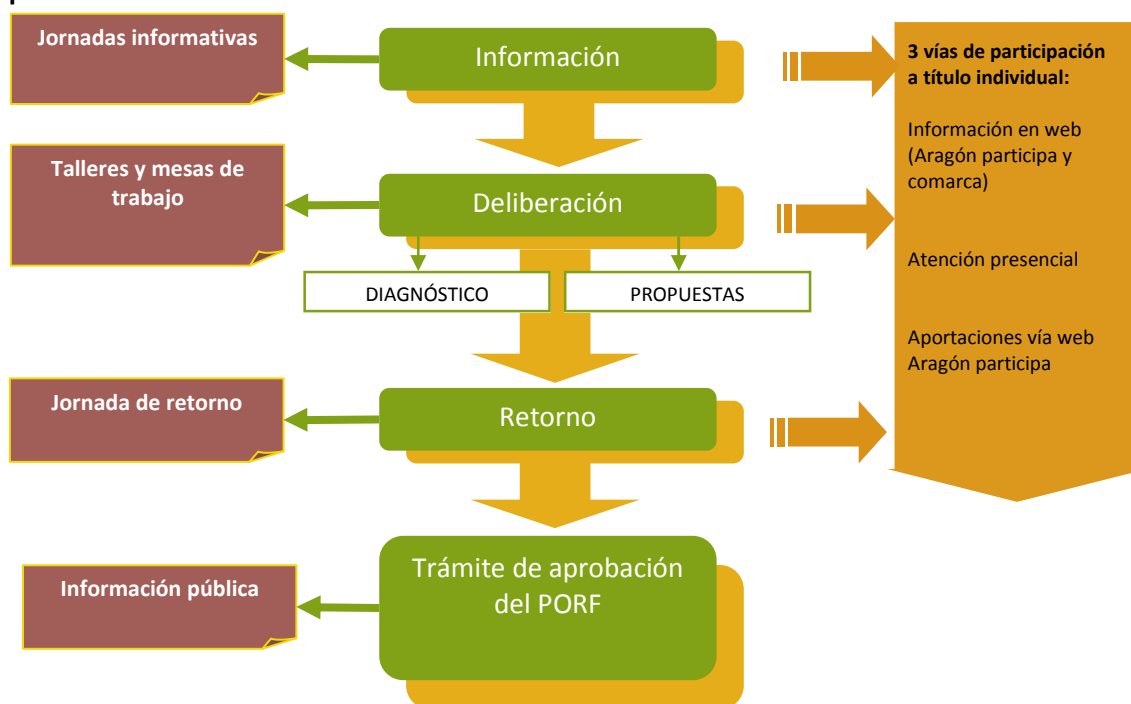 Jornadas informativas
Información
3 vías de participación
a título individual:
Información en web
(Aragón participa y
comarca)
Atención presencial
Aportaciones vía web
Aragón participa
Talleres y mesas de
trabajo
Deliberación
DIAGNÓSTICO
PROPUESTAS
Jornada de retorno
Retorno
Trámite de aprobación
del PORF
Información pública